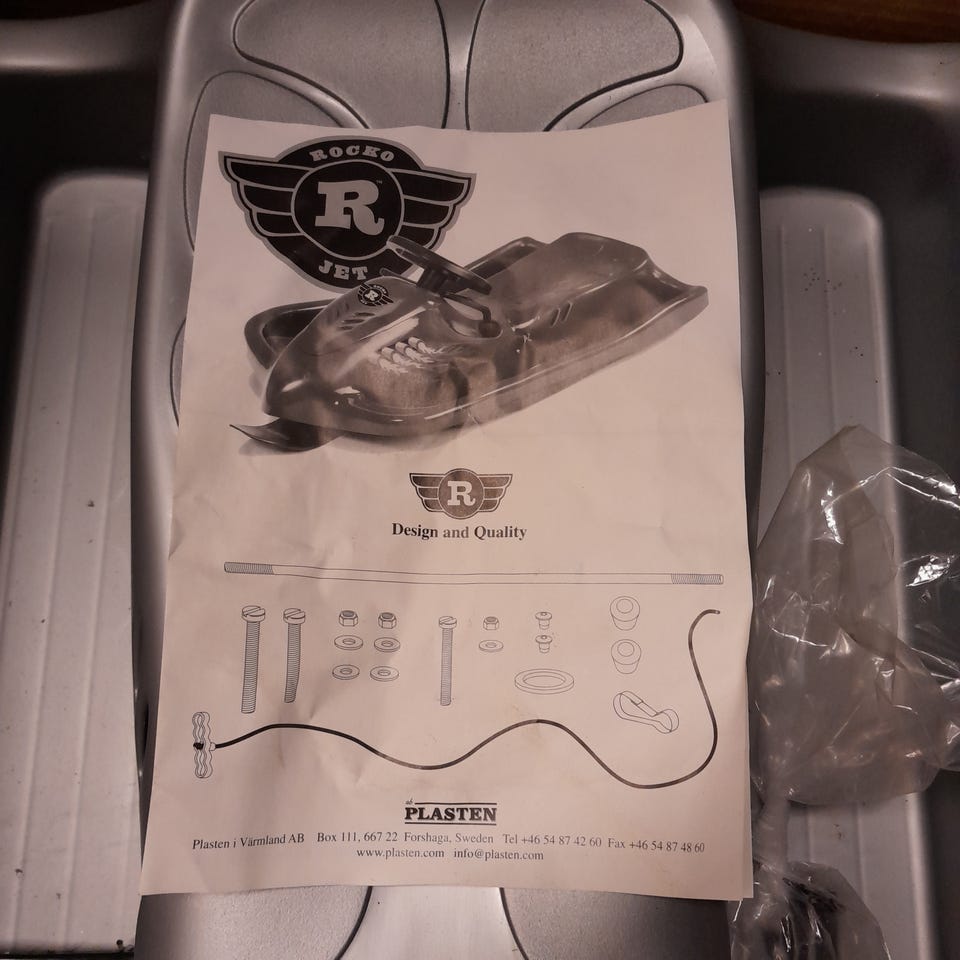 ROCKO
R
JET
R
R
Design and Quality
ab
PLASTEN
Plasten i Värmland AB Box 111, 667 22 Forshaga, Sweden Tel +46 54 87 42 60 Fax +46 54 87 48 60
www.plasten.com info@plasten.com